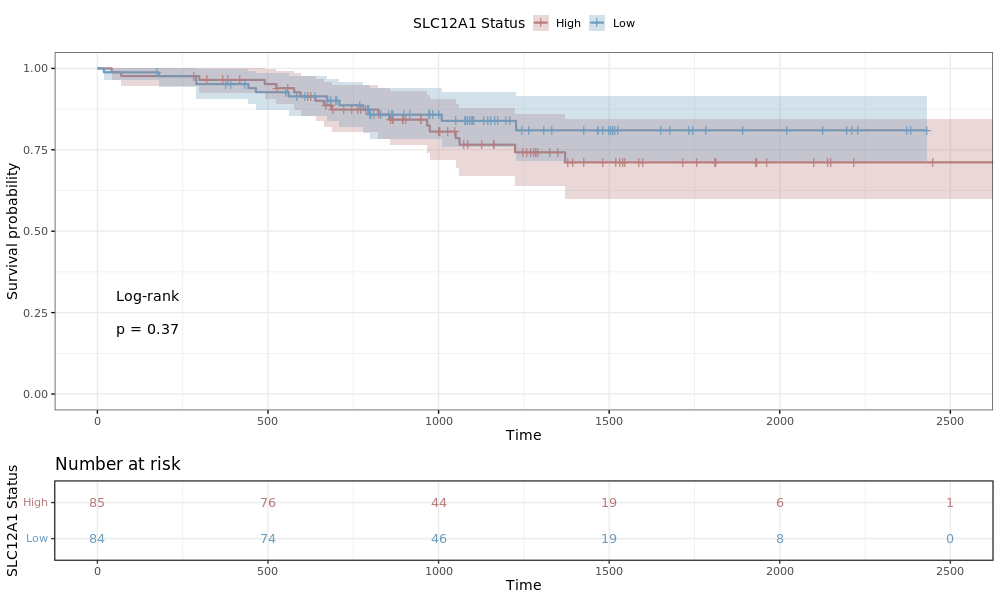 SLC12A1 Status High Low
1.00
0.75
0.50
0.25
0.00
Survival probability
Log-rank
p = 0.37
0 500 1000 1500 2000 2500
Time
Number at risk
SLC12A1 Status
High 85 76 44 19 6 1
Low 84 74 46 19 8 0
0 500 1000 1500 2000 2500
Time